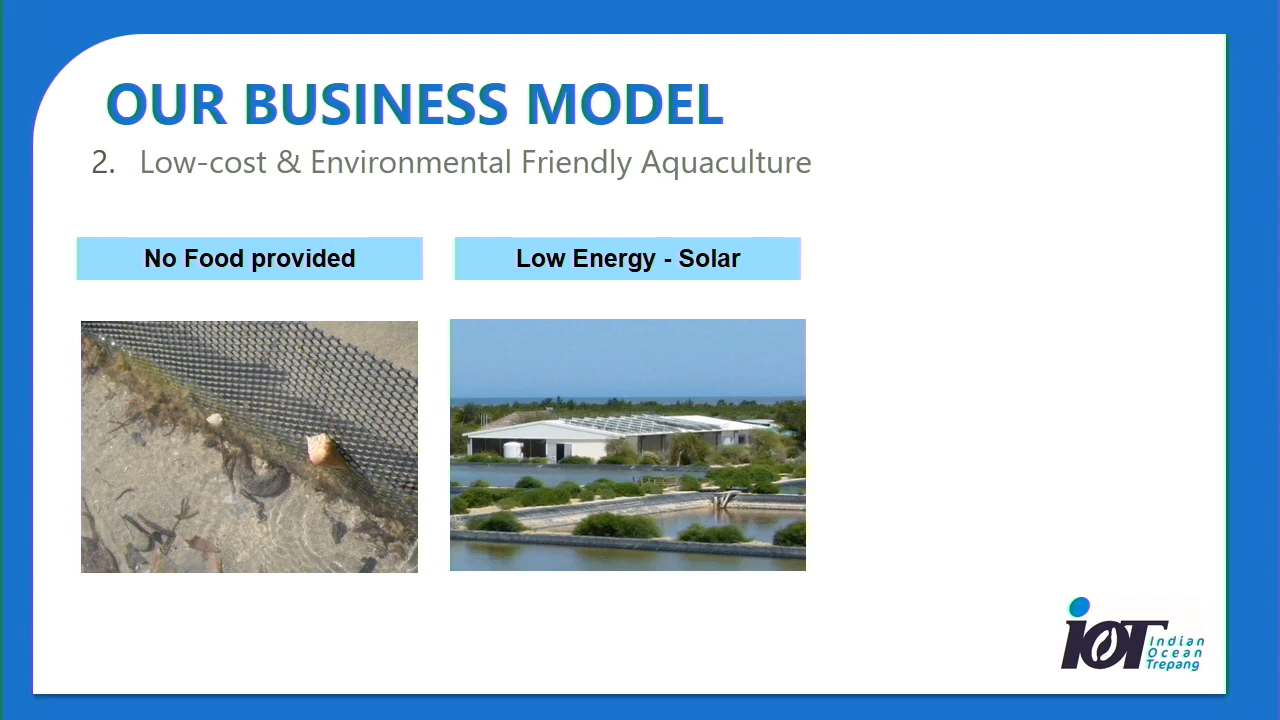 OUR BUSINESS MODEL
2. Low-cost & Environmental Friendly Aquaculture
No Food provided
Low Energy - Solar
iOT
Indian
Ocean
Trepang